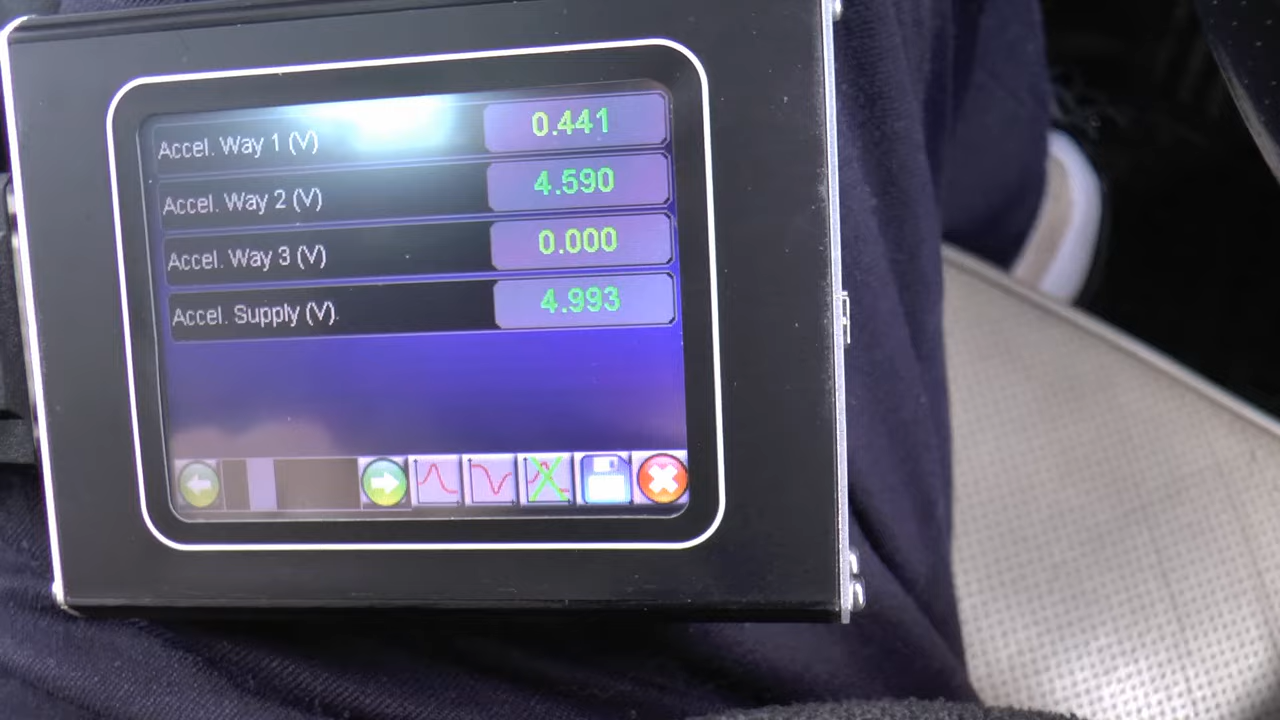 Accel. Way 1 (V) 0.441
Accel. Way 2 (V) 4.590
Accel. Way 3 (V) 0.000
Accel. Supply (V). 4.993